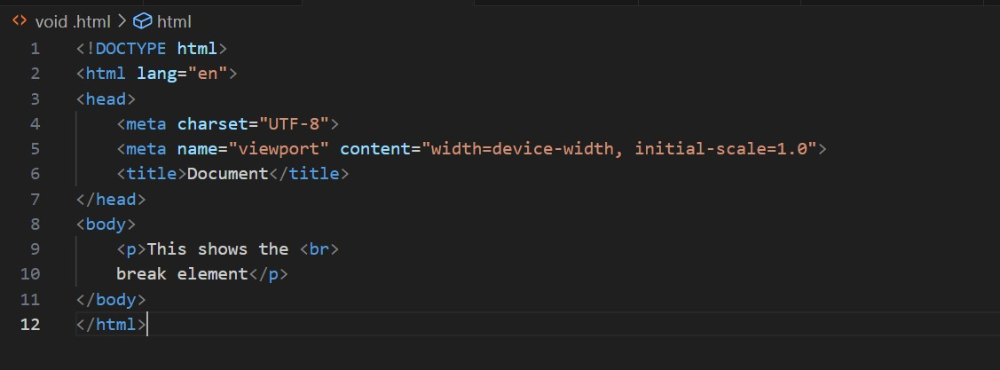 <> void .html > html
1 <!DOCTYPE html>
2 <html lang="en">
3 <head>
4     <meta charset="UTF-8">
5     <meta name="viewport" content="width=device-width, initial-scale=1.0">
6     <title>Document</title>
7 </head>
8 <body>
9     <p>This shows the <br>
10     break element</p>
11 </body>
12 </html>